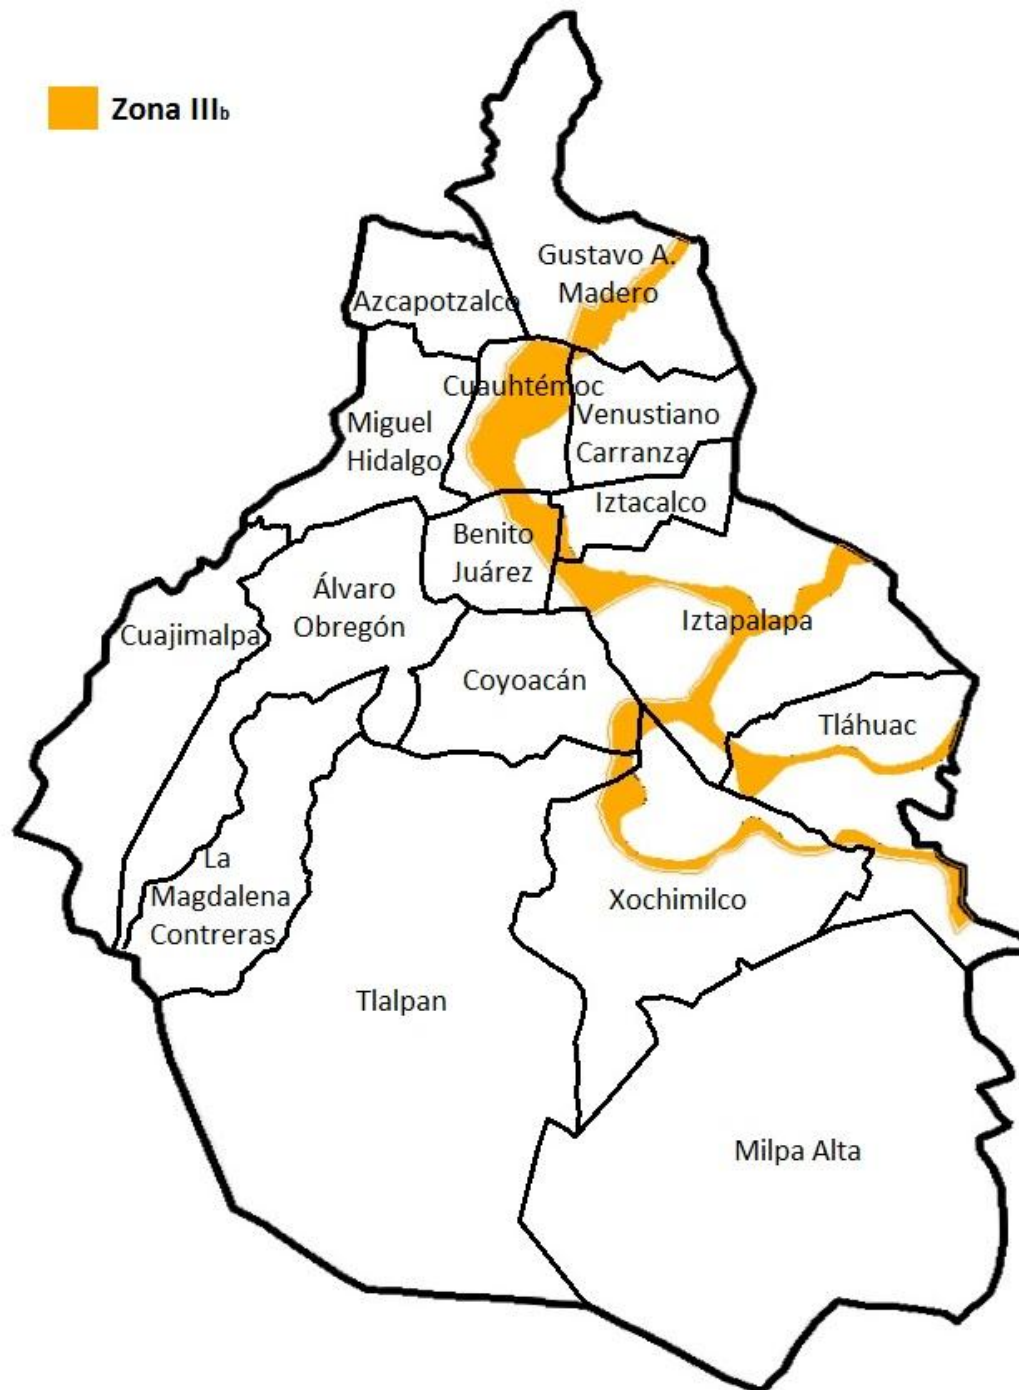 Zona IIIb
Gustavo A.
Madero
Azcapotzalco
Cuauhtémoc
Miguel
Hidalgo
Venustiano
Carranza
Iztacalco
Benito
Juárez
Álvaro
Obregón
Cuajimalpa
Iztapalapa
Coyoacán
Tláhuac
La
Magdalena
Contreras
Xochimilco
Tlalpan
Milpa Alta